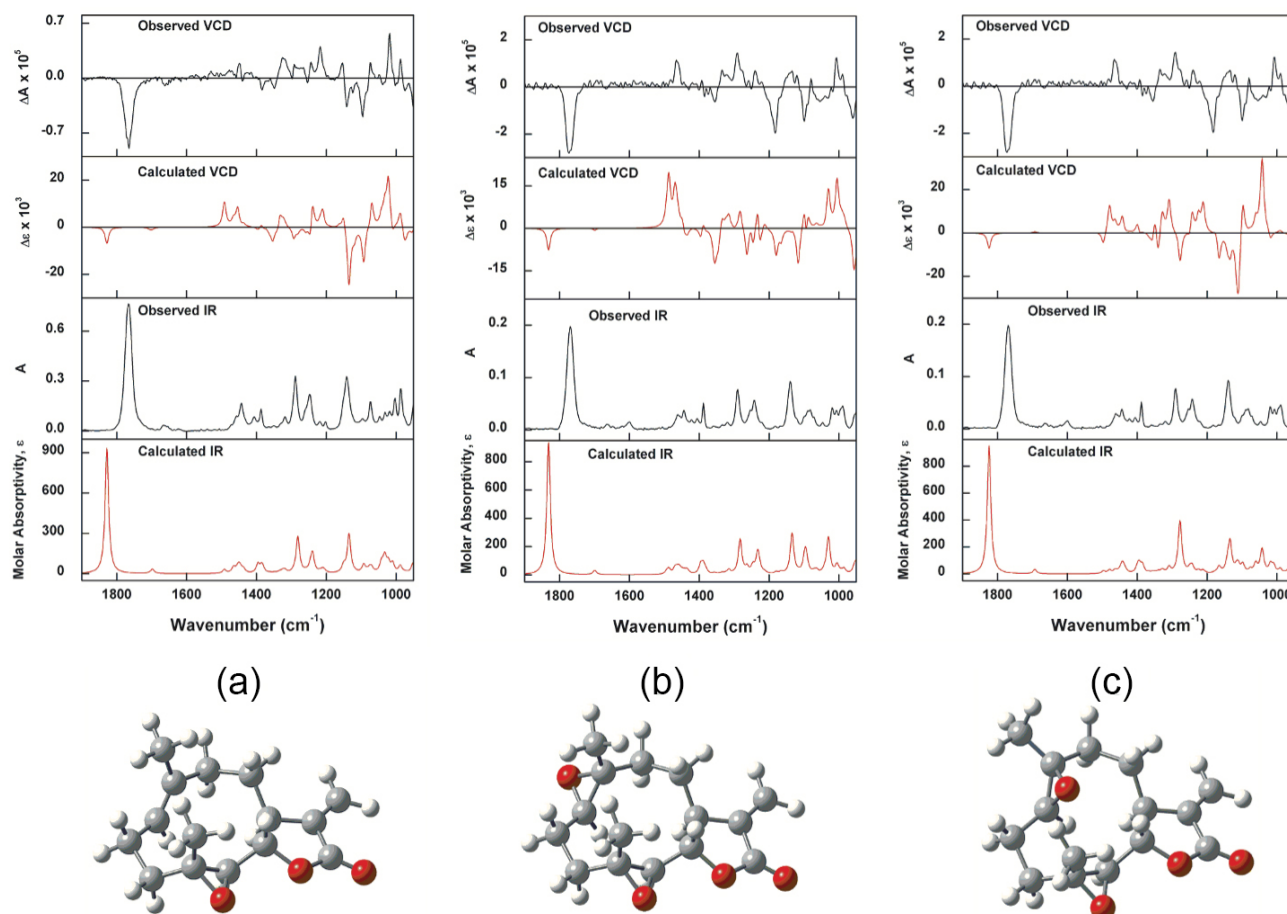 Observed VCD
0.7
0.0
-0.7
ΔA x 10⁵
Calculated VCD
20
0
-20
Δε x 10³
Observed IR
0.6
0.3
0.0
A
Calculated IR
900
600
300
0
Molar Absorptivity, ε
1800 1600 1400 1200 1000
Wavenumber (cm⁻¹)
(a)
Observed VCD
2
0
-2
ΔA x 10⁵
Calculated VCD
15
0
-15
Δε x 10³
Observed IR
0.2
0.1
0.0
A
Calculated IR
800
600
400
200
0
Molar Absorptivity, ε
1800 1600 1400 1200 1000
Wavenumber (cm⁻¹)
(b)
Observed VCD
2
0
-2
ΔA x 10⁵
Calculated VCD
20
0
-20
Δε x 10³
Observed IR
0.2
0.1
0.0
A
Calculated IR
800
600
400
200
0
Molar Absorptivity, ε
1800 1600 1400 1200 1000
Wavenumber (cm⁻¹)
(c)